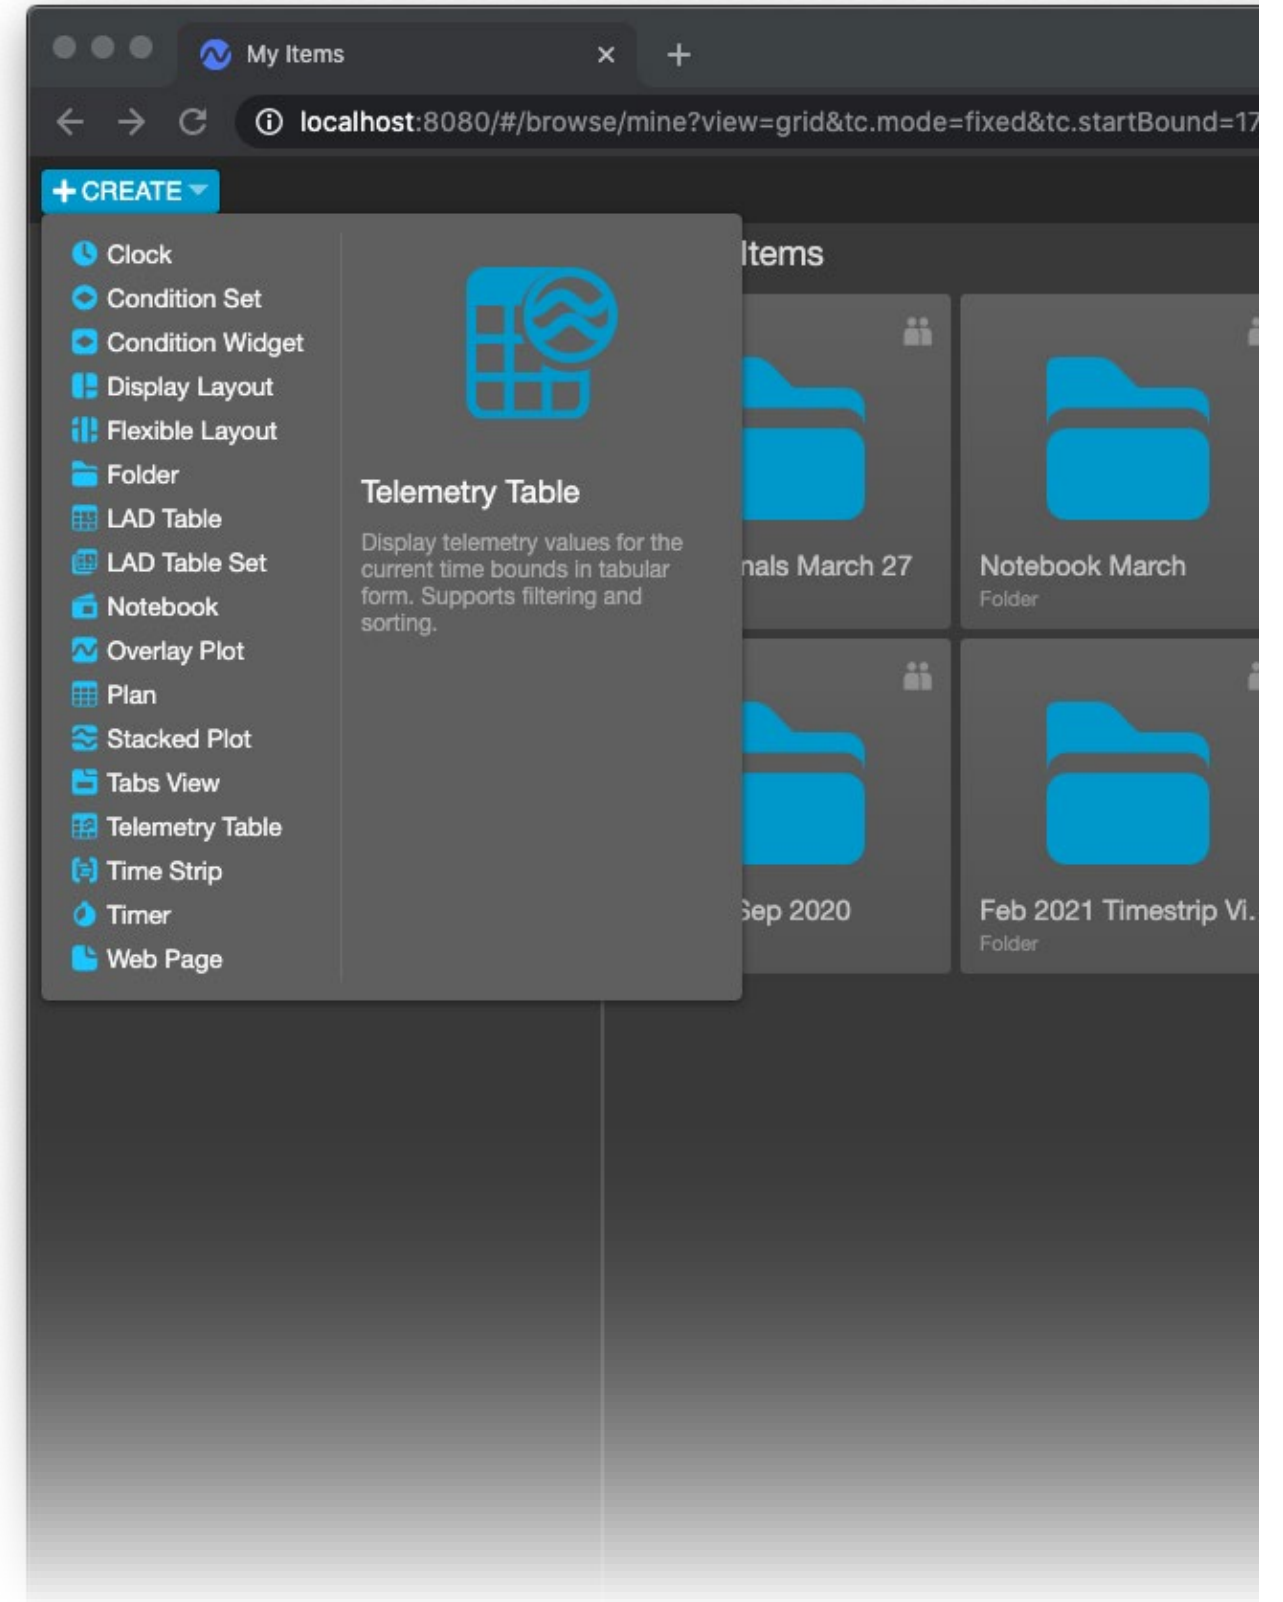 My Items
localhost:8080/#/browse/mine?view=grid&tc.mode=fixed&tc.startBound=17
CREATE
Clock
Condition Set
Condition Widget
Display Layout
Flexible Layout
Folder
LAD Table
LAD Table Set
Notebook
Overlay Plot
Plan
Stacked Plot
Tabs View
Telemetry Table
Time Strip
Timer
Web Page
Telemetry Table
Display telemetry values for the
current time bounds in tabular
form. Supports filtering and
sorting.
Items
nals March 27
Notebook March
Folder
Sep 2020
Feb 2021 Timestrip Vi.
Folder